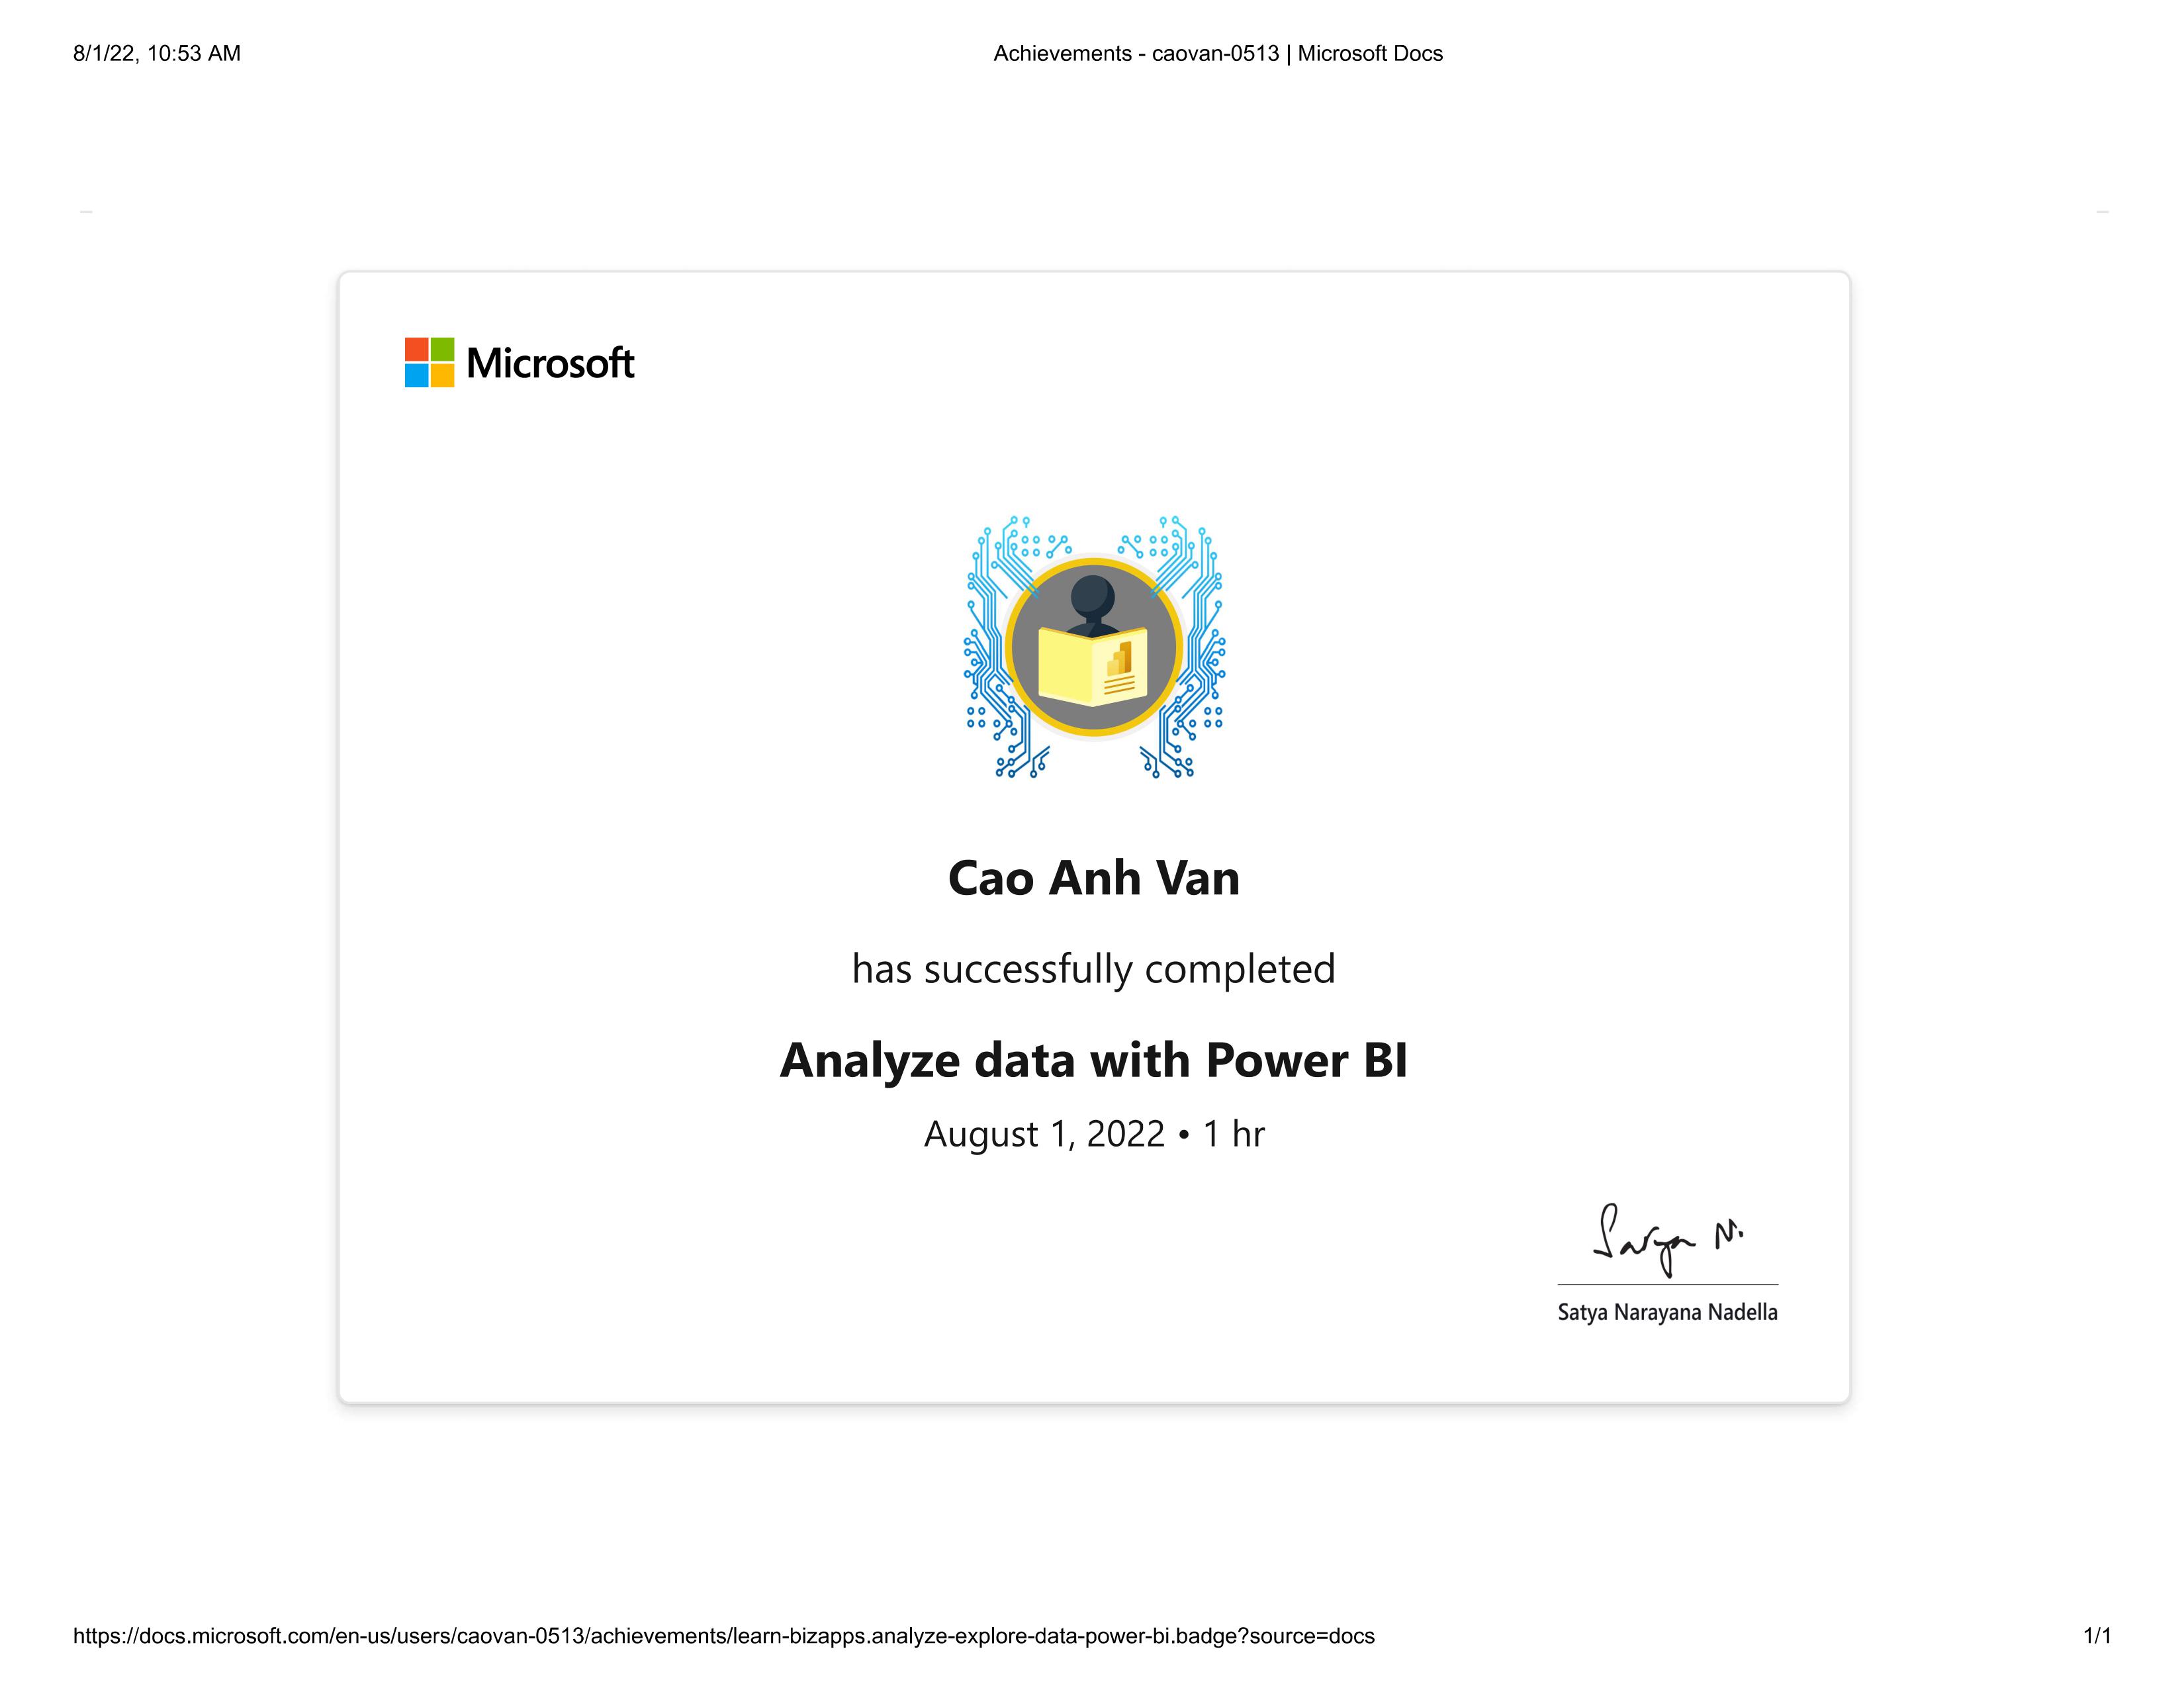 8/1/22, 10:53 AM
Achievements - caovan-0513 | Microsoft Docs
Microsoft
Cao Anh Van
has successfully completed
Analyze data with Power BI
August 1, 2022 • 1 hr
Satya N.
Satya Narayana Nadella
https://docs.microsoft.com/en-us/users/caovan-0513/achievements/learn-bizapps.analyze-explore-data-power-bi.badge?source=docs
1/1